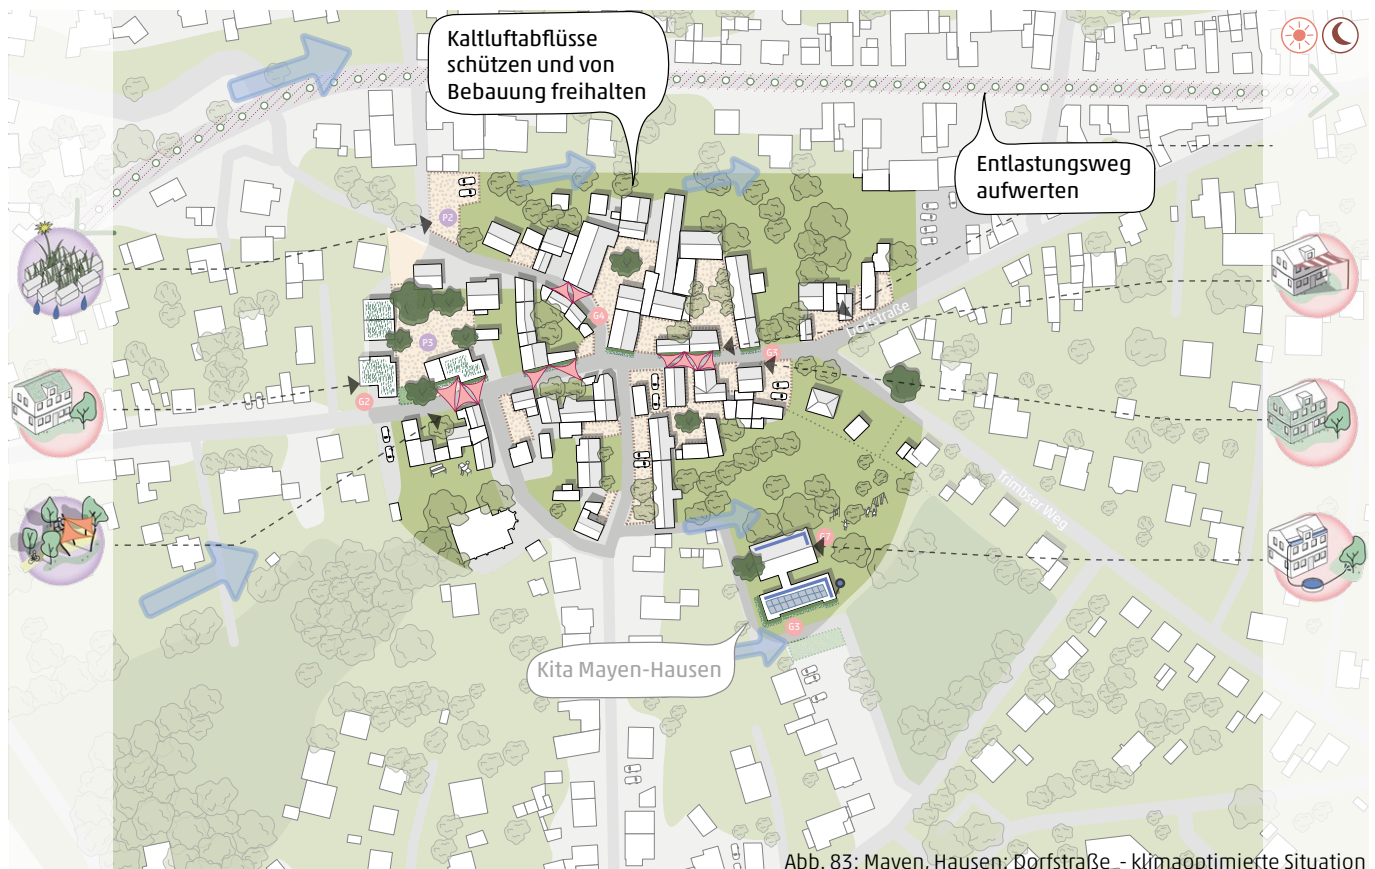 Kaltluftabflüsse
schützen und von
Bebauung freihalten
Entlastungsweg
aufwerten
P2
G4
Dorfstraße
P3
G3
G2
Trimbser Weg
G7
G3
Kita Mayen-Hausen
Abb. 83: Mayen, Hausen: Dorfstraße - klimaoptimierte Situation